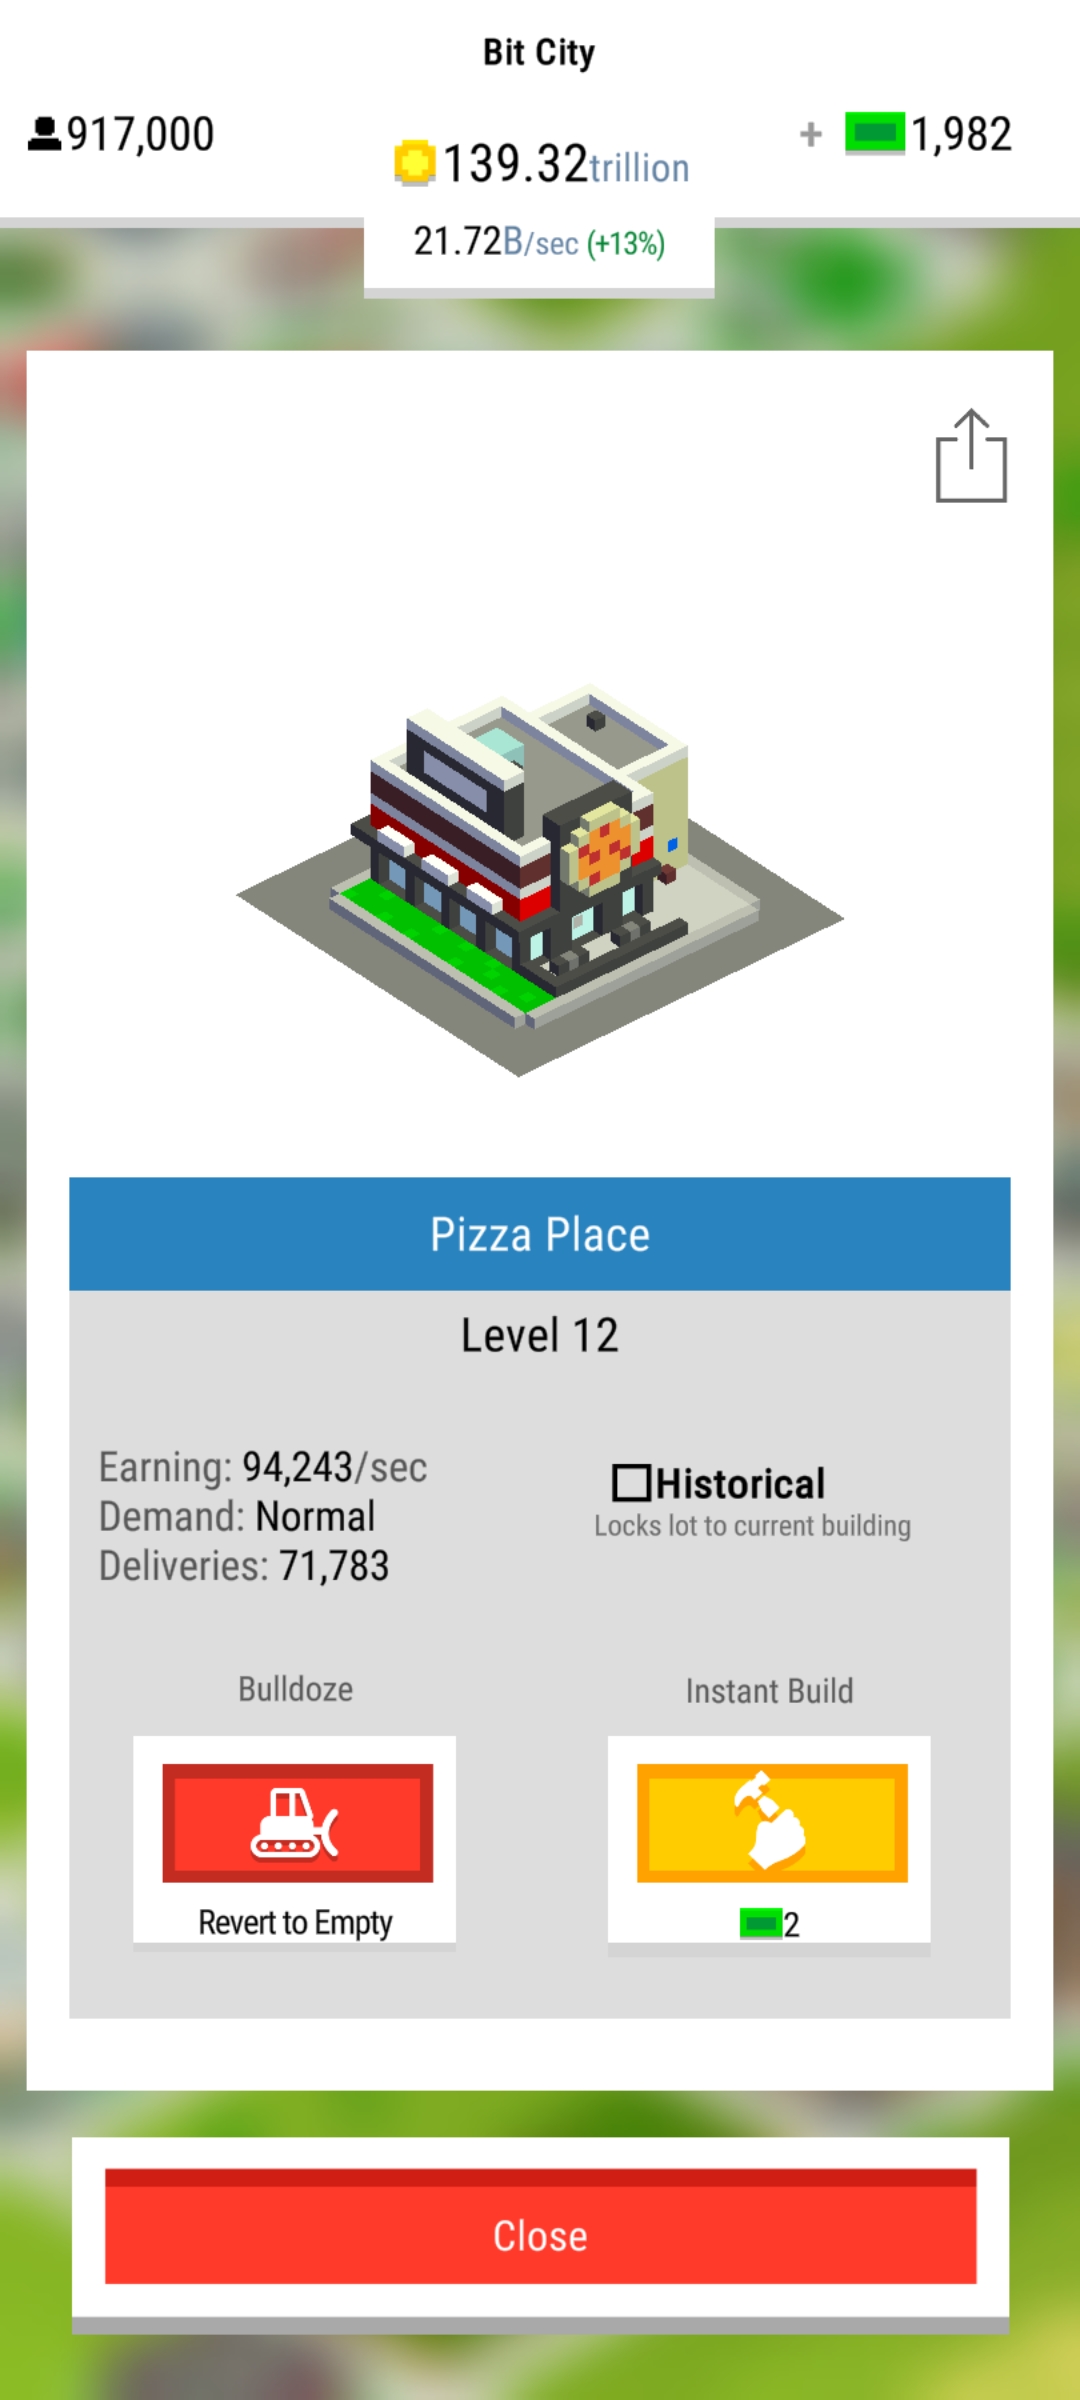 Bit City
917,000
139.32trillion
+ 1,982
21.72B/sec (+13%)
Pizza Place
Level 12
Earning: 94,243/sec
Demand: Normal
Deliveries: 71,783
Historical
Locks lot to current building
Bulldoze
Revert to Empty
Instant Build
2
Close